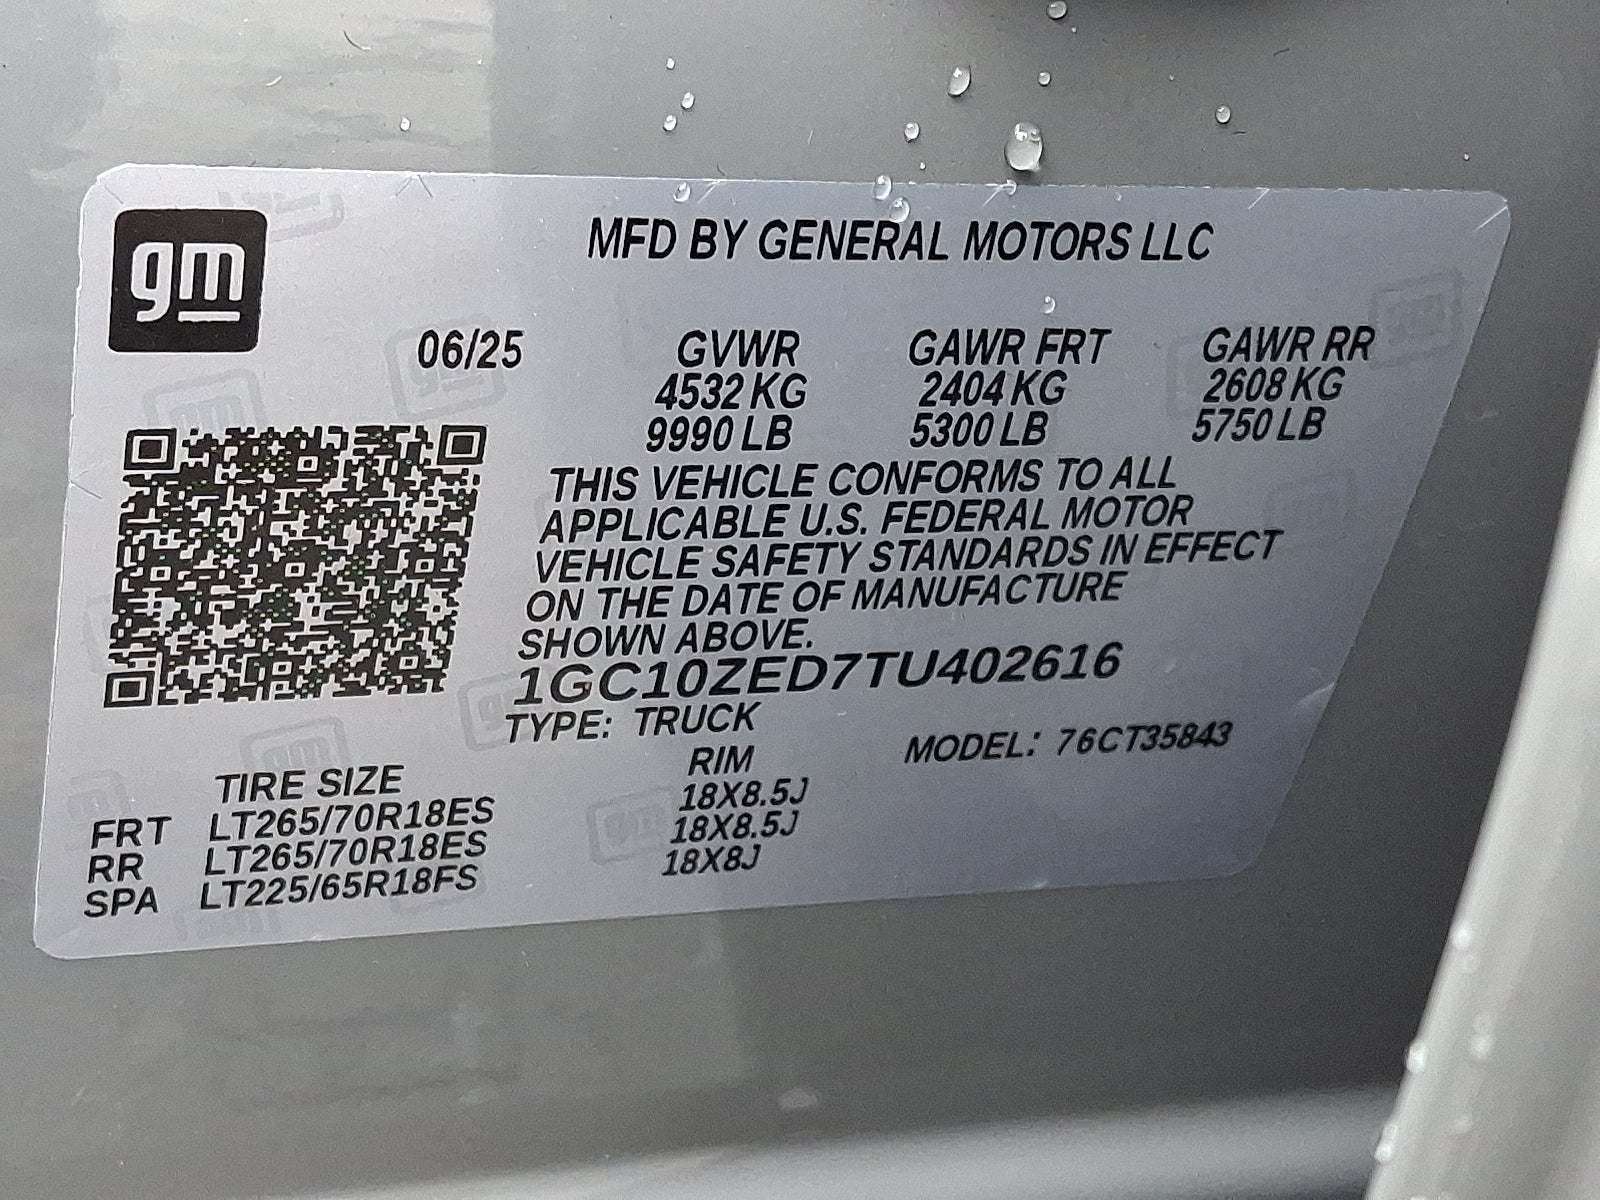 gm
MFD BY GENERAL MOTORS LLC
06/25 GVWR GAWR FRT GAWR RR
4532 KG 2404 KG 2608 KG
9990 LB 5300 LB 5750 LB
THIS VEHICLE CONFORMS TO ALL
APPLICABLE U.S. FEDERAL MOTOR
VEHICLE SAFETY STANDARDS IN EFFECT
ON THE DATE OF MANUFACTURE
SHOWN ABOVE.
1GC10ZED7TU402616
TYPE: TRUCK MODEL: 76CT35843
TIRE SIZE RIM
FRT LT265/70R18ES 18X8.5J
RR LT265/70R18ES 18X8.5J
SPA LT225/65R18FS 18X8J